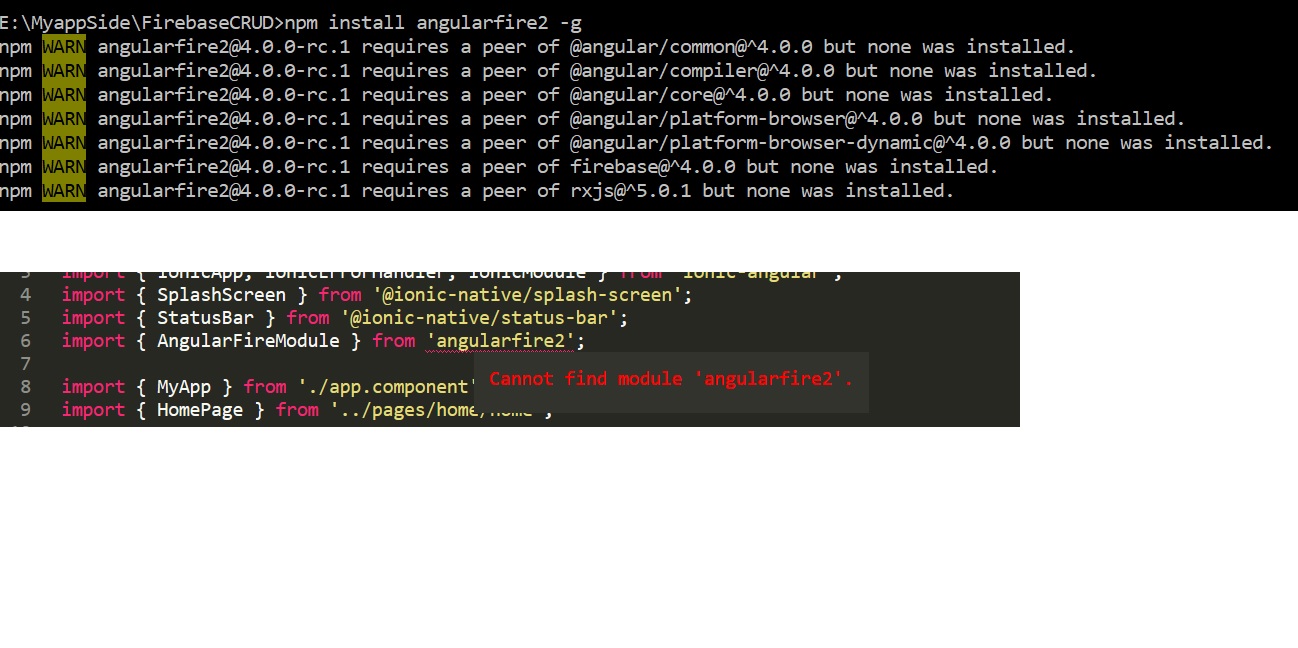 E:\MyappSide\FirebaseCRUD>npm install angularfire2 -g
npm WARN angularfire2@4.0.0-rc.1 requires a peer of @angular/common@^4.0.0 but none was installed.
npm WARN angularfire2@4.0.0-rc.1 requires a peer of @angular/compiler@^4.0.0 but none was installed.
npm WARN angularfire2@4.0.0-rc.1 requires a peer of @angular/core@^4.0.0 but none was installed.
npm WARN angularfire2@4.0.0-rc.1 requires a peer of @angular/platform-browser@^4.0.0 but none was installed.
npm WARN angularfire2@4.0.0-rc.1 requires a peer of @angular/platform-browser-dynamic@^4.0.0 but none was installed.
npm WARN angularfire2@4.0.0-rc.1 requires a peer of firebase@^4.0.0 but none was installed.
npm WARN angularfire2@4.0.0-rc.1 requires a peer of rxjs@^5.0.1 but none was installed.
3 import { IonicApp, IonicErrorHandler, IonicModule } from 'ionic-angular';
4 import { SplashScreen } from '@ionic-native/splash-screen';
5 import { StatusBar } from '@ionic-native/status-bar';
6 import { AngularFireModule } from 'angularfire2';
7
Cannot find module 'angularfire2'.
8 import { MyApp } from './app.component'
9 import { HomePage } from '../pages/home/home';